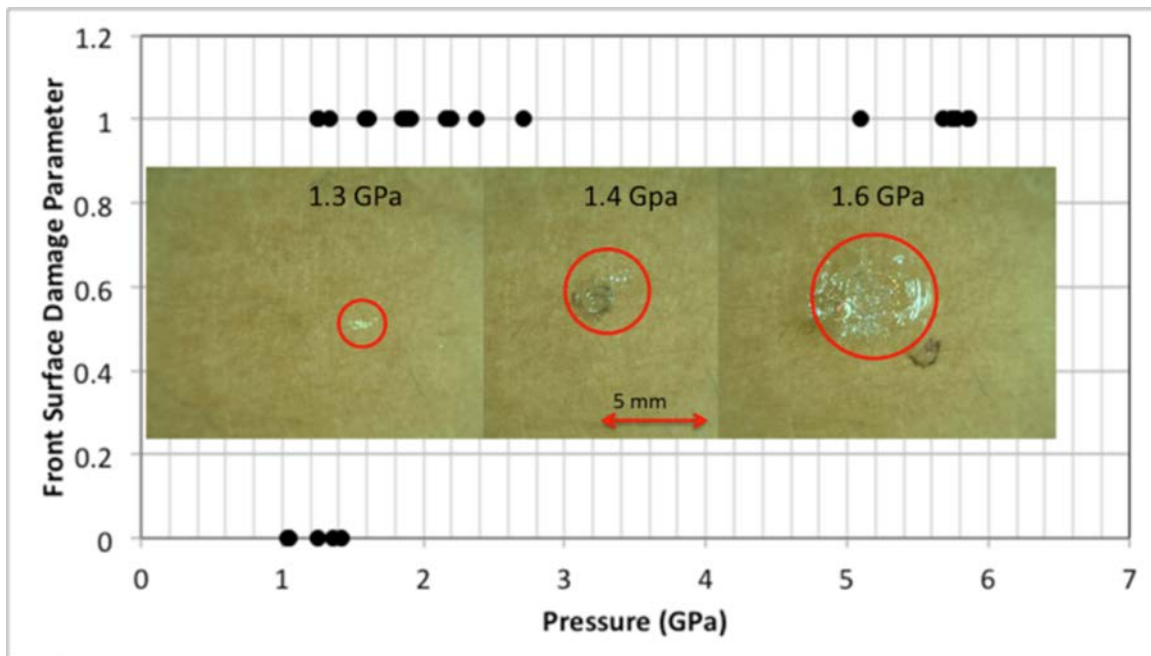 Front Surface Damage Parameter
1.2
1
0.8
0.6
0.4
0.2
0
1.3 GPa
1.4 Gpa
1.6 GPa
5 mm
0 1 2 3 4 5 6 7
Pressure (GPa)